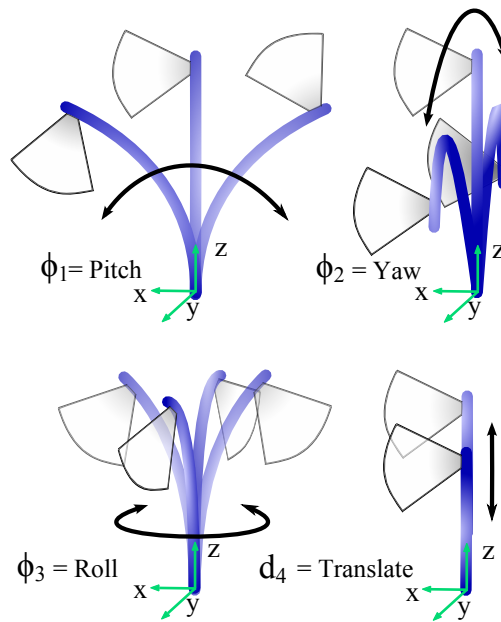 z
ϕ1= Pitch
x
y
z
ϕ2 = Yaw
x
y
z
ϕ3 = Roll
x
y
z
d4 = Translate
x
y